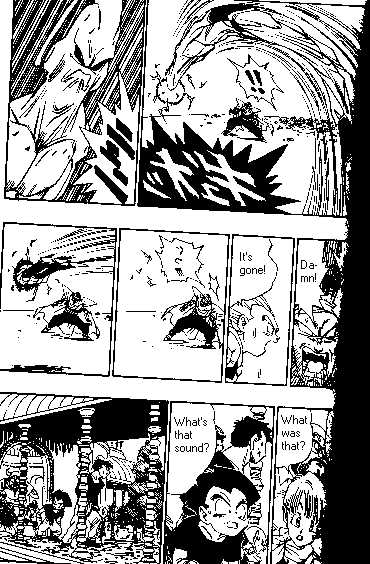 !!
It's
gone!
Da-
mn!
What's
that
sound?
What
was
that?